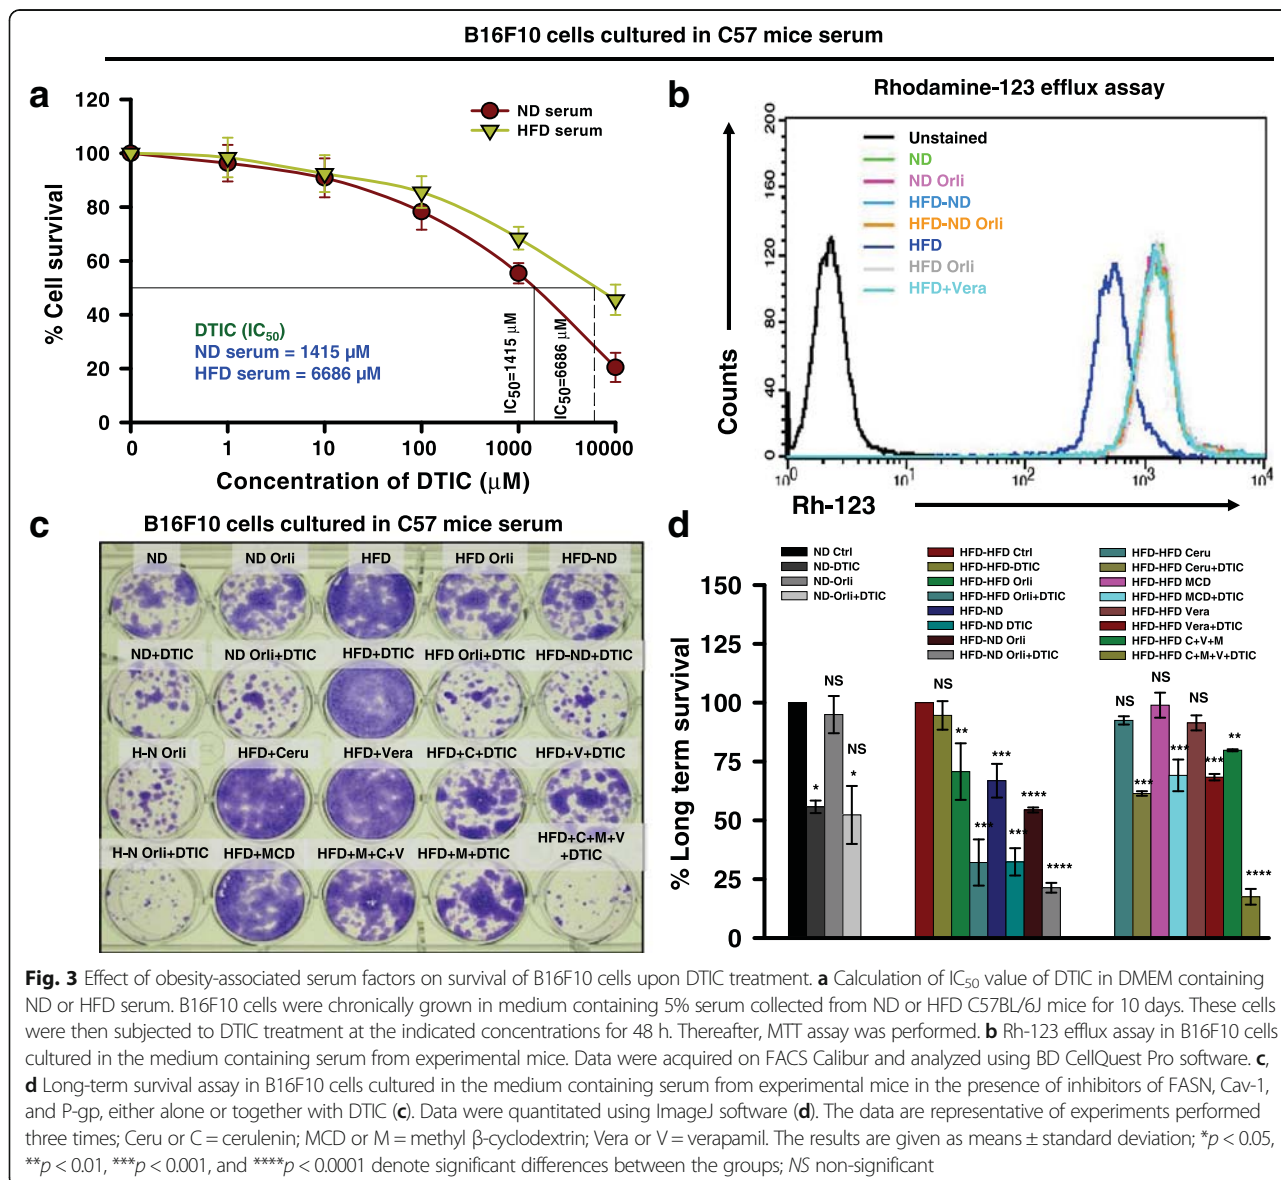 B16F10 cells cultured in C57 mice serum
a
120
100
80
60
40
20
0
% Cell survival
ND serum
HFD serum
DTIC (IC50)
ND serum = 1415 µM
HFD serum = 6686 µM
IC50=1415 µM
IC50=6686 µM
0 1 10 100 1000 10000
Concentration of DTIC (µM)
b
Rhodamine-123 efflux assay
Counts
200
160
120
80
40
0
Unstained
ND
ND Orli
HFD-ND
HFD-ND Orli
HFD
HFD Orli
HFD+Vera
10^0 10^1 10^2 10^3 10^4
Rh-123
c
B16F10 cells cultured in C57 mice serum
ND ND Orli HFD HFD Orli HFD-ND
ND+DTIC ND Orli+DTIC HFD+DTIC HFD Orli+DTIC HFD-ND+DTIC
H-N Orli HFD+Ceru HFD+Vera HFD+C+DTIC HFD+V+DTIC
H-N Orli+DTIC HFD+MCD HFD+M+C+V HFD+M+DTIC HFD+C+M+V
+DTIC
d
ND Ctrl
ND-DTIC
ND-Orli
ND-Orli+DTIC
HFD-HFD Ctrl
HFD-HFD-DTIC
HFD-HFD Orli
HFD-HFD Orli+DTIC
HFD-ND
HFD-ND DTIC
HFD-ND Orli
HFD-ND Orli+DTIC
HFD-HFD Ceru
HFD-HFD Ceru+DTIC
HFD-HFD MCD
HFD-HFD MCD+DTIC
HFD-HFD Vera
HFD-HFD Vera+DTIC
HFD-HFD C+V+M
HFD-HFD C+M+V+DTIC
% Long term survival
150
125
100
75
50
25
0
* NS NS
*
NS ** *** *** *** **** ****
NS *** NS *** NS *** ** ****
Fig. 3 Effect of obesity-associated serum factors on survival of B16F10 cells upon DTIC treatment. a Calculation of IC50 value of DTIC in DMEM containing
ND or HFD serum. B16F10 cells were chronically grown in medium containing 5% serum collected from ND or HFD C57BL/6J mice for 10 days. These cells
were then subjected to DTIC treatment at the indicated concentrations for 48 h. Thereafter, MTT assay was performed. b Rh-123 efflux assay in B16F10 cells
cultured in the medium containing serum from experimental mice. Data were acquired on FACS Calibur and analyzed using BD CellQuest Pro software. c,
d Long-term survival assay in B16F10 cells cultured in the medium containing serum from experimental mice in the presence of inhibitors of FASN, Cav-1,
and P-gp, either alone or together with DTIC (c). Data were quantitated using ImageJ software (d). The data are representative of experiments performed
three times; Ceru or C = cerulenin; MCD or M = methyl β-cyclodextrin; Vera or V = verapamil. The results are given as means ± standard deviation; *p < 0.05,
**p < 0.01, ***p < 0.001, and ****p < 0.0001 denote significant differences between the groups; NS non-significant